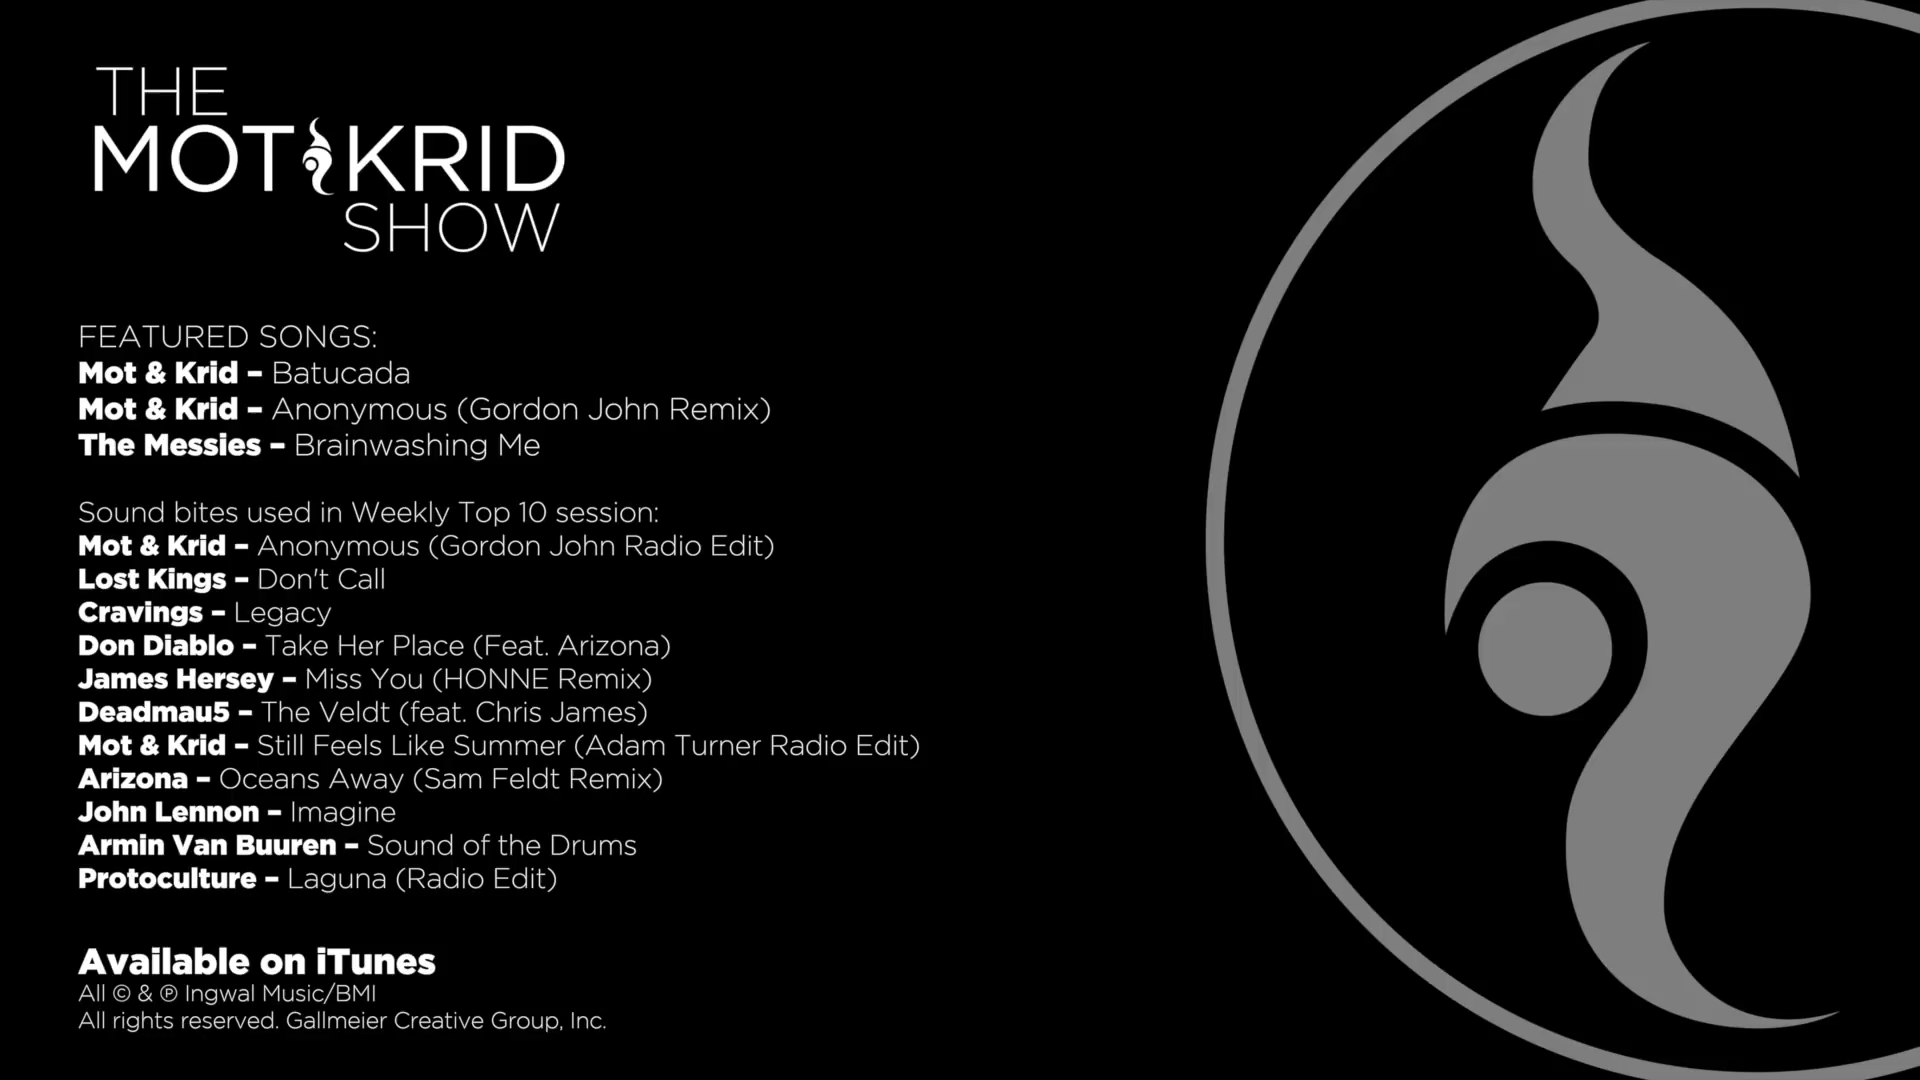 THE
MOT KRID
SHOW
FEATURED SONGS:
Mot & Krid – Batucada
Mot & Krid – Anonymous (Gordon John Remix)
The Messies – Brainwashing Me
Sound bites used in Weekly Top 10 session:
Mot & Krid – Anonymous (Gordon John Radio Edit)
Lost Kings – Don't Call
Cravings – Legacy
Don Diablo – Take Her Place (Feat. Arizona)
James Hersey – Miss You (HONNE Remix)
Deadmau5 – The Veldt (feat. Chris James)
Mot & Krid – Still Feels Like Summer (Adam Turner Radio Edit)
Arizona – Oceans Away (Sam Feldt Remix)
John Lennon – Imagine
Armin Van Buuren – Sound of the Drums
Protoculture – Laguna (Radio Edit)
Available on iTunes
All © & ℗ Ingwal Music/BMI
All rights reserved. Gallmeier Creative Group, Inc.